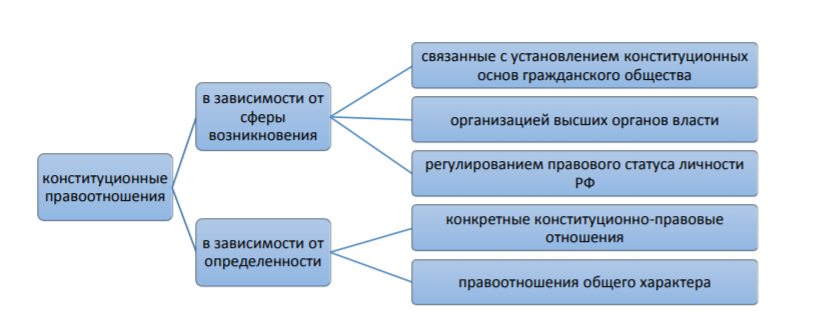 конституционные
правоотношения
в зависимости от
сферы
возникновения
связанные с установлением конституционных
основ гражданского общества
организацией высших органов власти
регулированием правового статуса личности
РФ
в зависимости от
определенности
конкретные конституционно-правовые
отношения
правоотношения общего характера